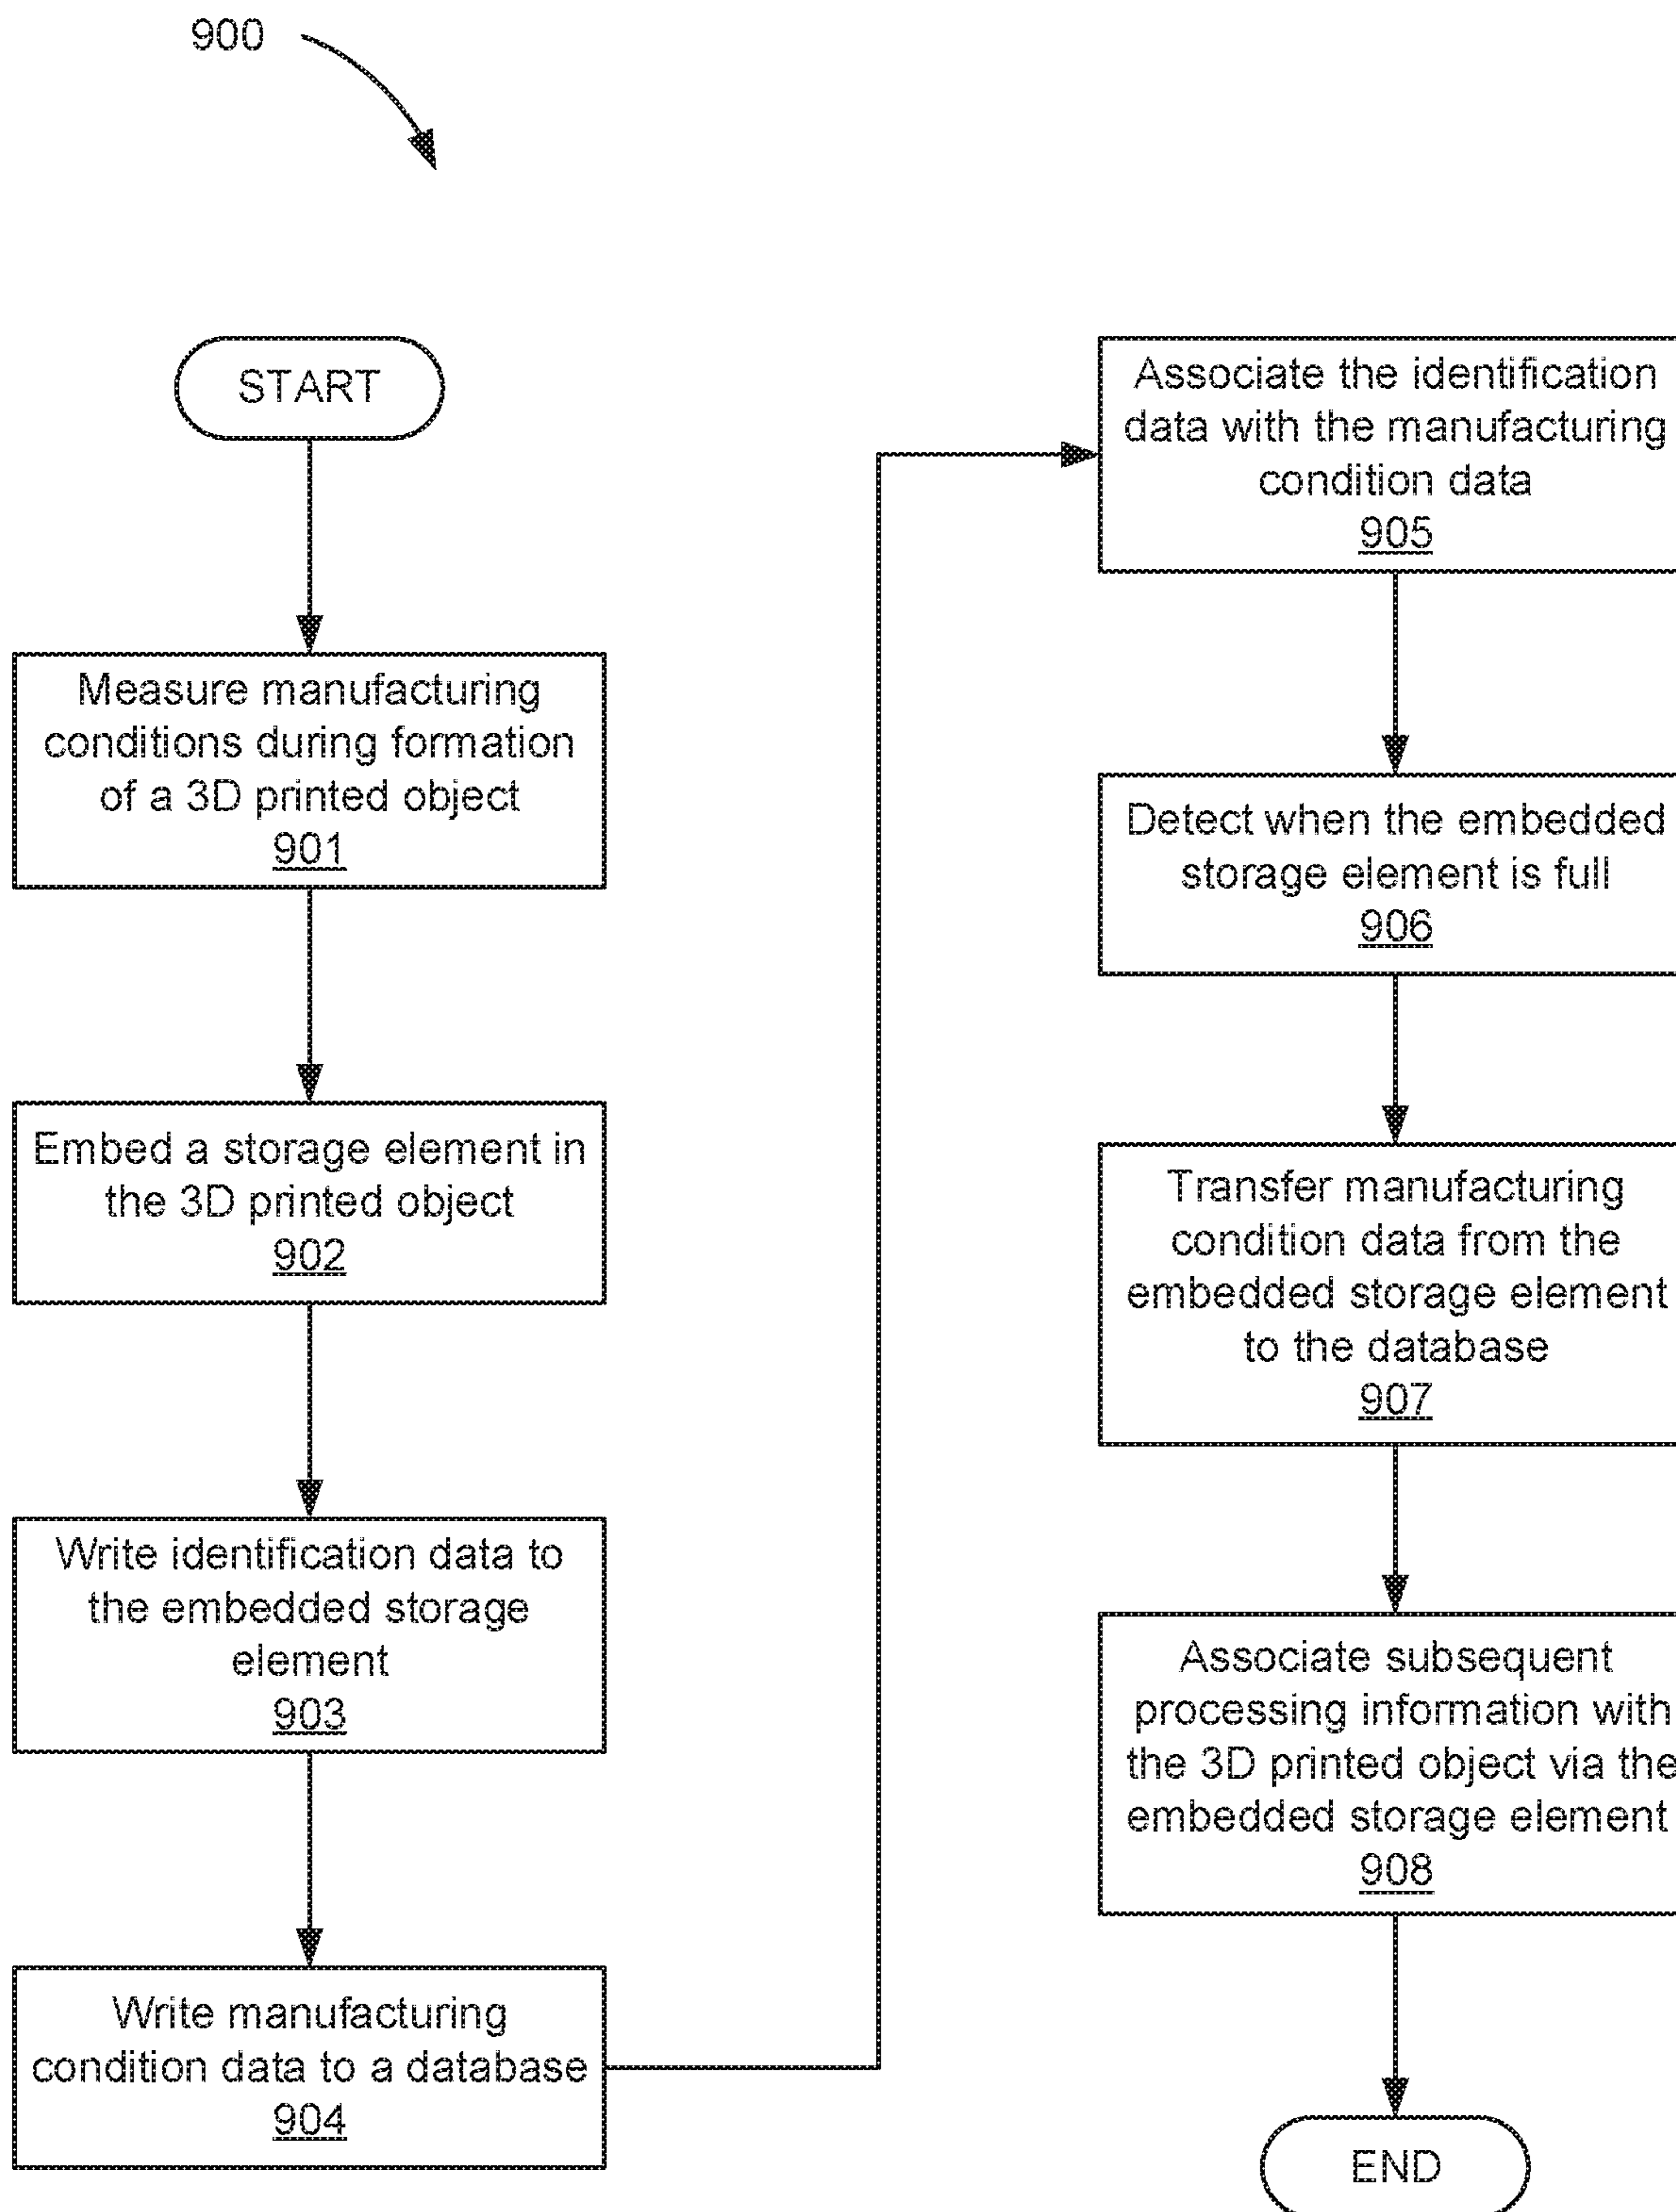 900
START
Measure manufacturing
conditions during formation
of a 3D printed object
901
Embed a storage element in
the 3D printed object
902
Write identification data to
the embedded storage
element
903
Write manufacturing
condition data to a database
904
Associate the identification
data with the manufacturing
condition data
905
Detect when the embedded
storage element is full
906
Transfer manufacturing
condition data from the
embedded storage element
to the database
907
Associate subsequent
processing information with
the 3D printed object via the
embedded storage element
908
END